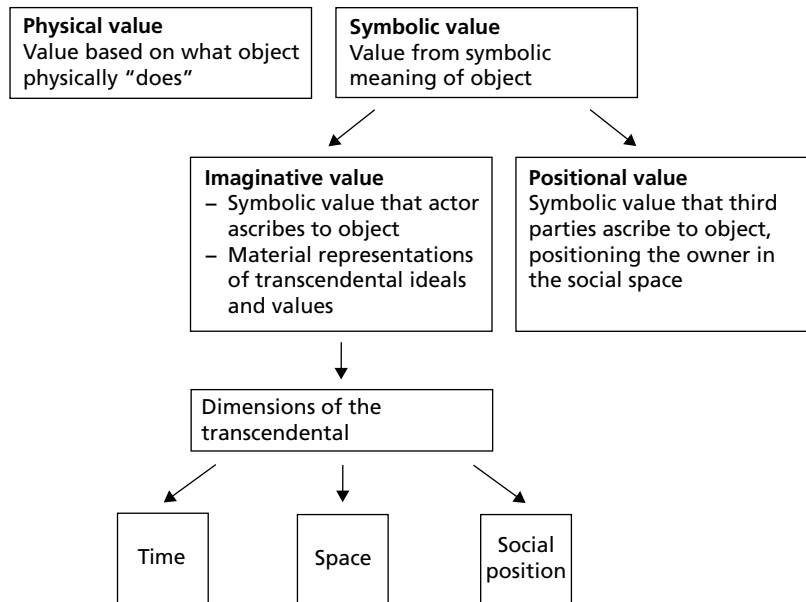 Physical value
Value based on what object
physically “does”
Symbolic value
Value from symbolic
meaning of object
Imaginative value
– Symbolic value that actor
ascribes to object
– Material representations
of transcendental ideals
and values
Positional value
Symbolic value that third
parties ascribe to object,
positioning the owner in
the social space
Dimensions of the
transcendental
Time
Space
Social
position